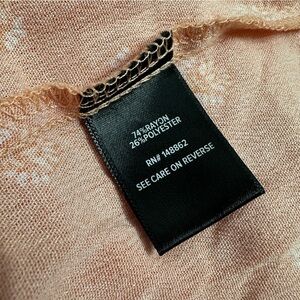 74%RAYON
26%POLYESTER
RN# 148862
SEE CARE ON REVERSE